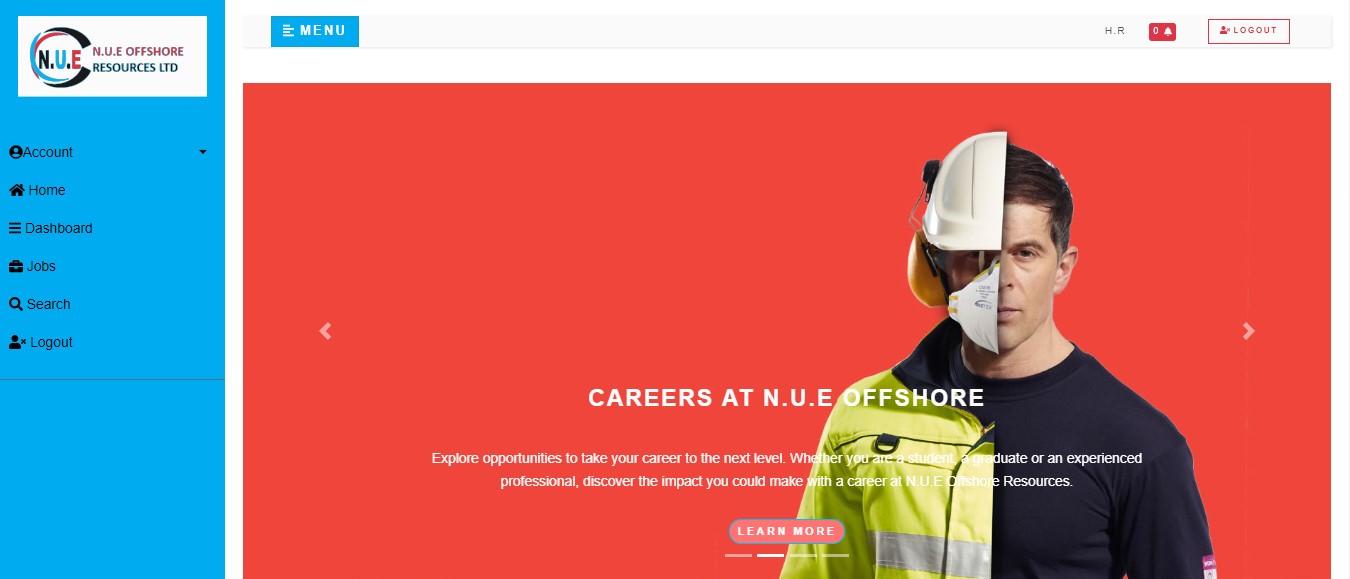 N.U.E
N.U.E OFFSHORE
RESOURCES LTD
Account
Home
Dashboard
Jobs
Search
Logout
MENU
H.R
0
LOGOUT
CAREERS AT N.U.E OFFSHORE
Explore opportunities to take your career to the next level. Whether you are a student, a graduate or an experienced
professional, discover the impact you could make with a career at N.U.E Offshore Resources.
LEARN MORE